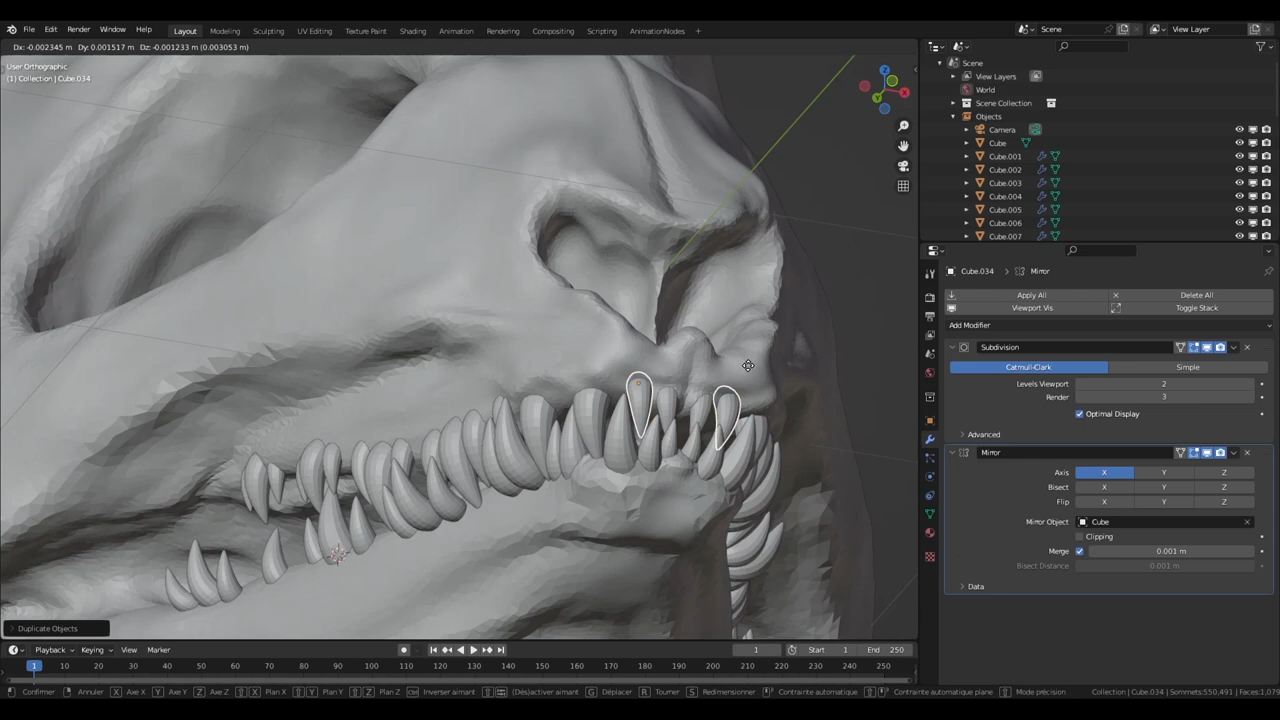 File Edit Render Window Help Layout Modeling Sculpting UV Editing Texture Paint Shading Animation Rendering Compositing Scripting AnimationNodes + Scene View Layer
Dx: -0.002345 m Dy: 0.001517 m Dz: -0.001233 m (0.003053 m)
User Orthographic
(1) Collection | Cube.034
Z
X
Y
Scene
View Layers
World
Scene Collection
Objects
Camera
Cube
Cube.001
Cube.002
Cube.003
Cube.004
Cube.005
Cube.006
Cube.007
Cube.034 > Mirror
Apply All Delete All
Viewport Vis Toggle Stack
Add Modifier
Subdivision
Catmull-Clark Simple
Levels Viewport 2
Render 3
Optimal Display
Advanced
Mirror
Axis X Y Z
Bisect X Y Z
Flip X Y Z
Mirror Object Cube
Clipping
Merge 0.001 m
Bisect Distance 0.001 m
Data
Duplicate Objects
Playback Keying View Marker 1 Start 1 End 250
1 10 20 30 40 50 60 70 80 90 100 110 120 130 140 150 160 170 180 190 200 210 220 230 240 250
Confirmer Annuler X Axe X Y Axe Y Z Axe Z X Plan X Y Plan Y Z Plan Z Inverser aimant (Dés)activer aimant G Déplacer R Tourner S Redimensionner Contrainte automatique Contrainte automatique plane Mode précision Collection | Cube.034 | Sommets:550,491 | Faces:1,079